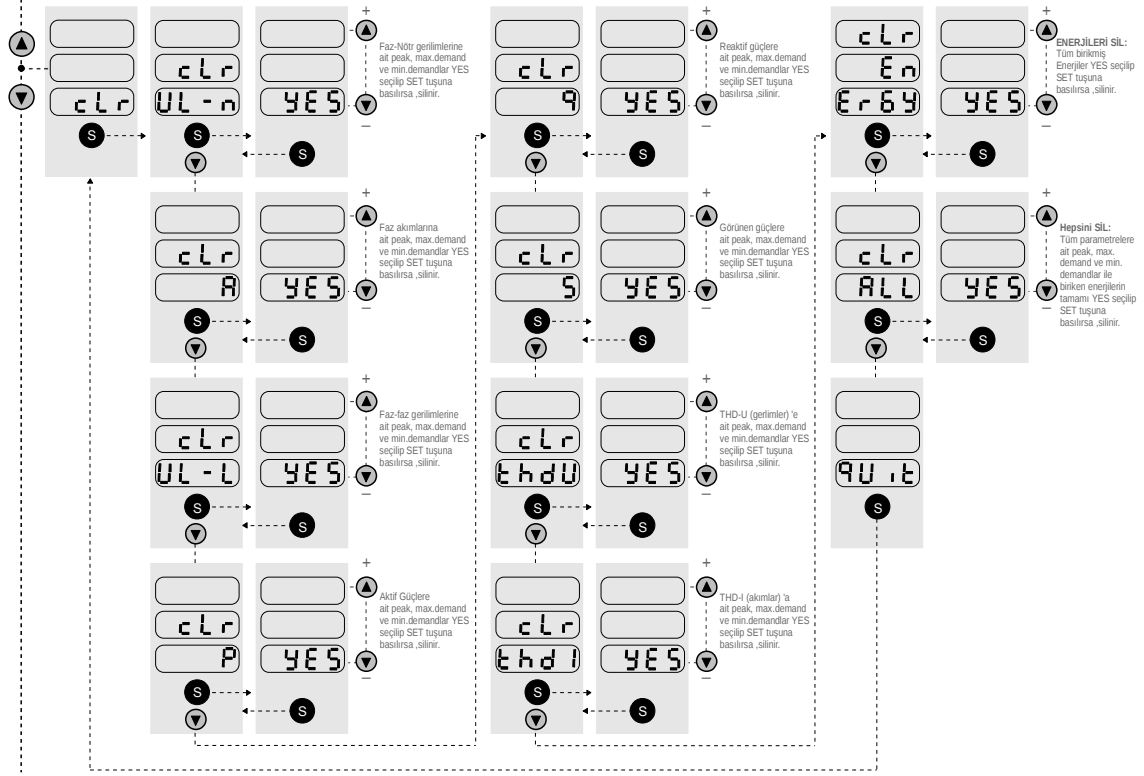 cLr
S
cLr
UL-n
S
YES
S
+
Faz-Nötr gerilimlerine
ait peak, max.demand
ve min.demandlar YES
seçilip SET tuşuna
basılırsa ,silinir.
–
cLr
A
S
YES
S
+
Faz akımlarına
ait peak, max.demand
ve min.demandlar YES
seçilip SET tuşuna
basılırsa ,silinir.
–
cLr
UL-L
S
YES
S
+
Faz-faz gerilimlerine
ait peak, max.demand
ve min.demandlar YES
seçilip SET tuşuna
basılırsa ,silinir.
–
cLr
P
S
YES
S
+
Aktif Güçlere
ait peak, max.demand
ve min.demandlar YES
seçilip SET tuşuna
basılırsa ,silinir.
–
cLr
q
S
YES
S
+
Reaktif güçlere
ait peak, max.demand
ve min.demandlar YES
seçilip SET tuşuna
basılırsa ,silinir.
–
cLr
S
S
YES
S
+
Görünen güçlere
ait peak, max.demand
ve min.demandlar YES
seçilip SET tuşuna
basılırsa ,silinir.
–
cLr
thdU
S
YES
S
+
THD-U (gerlimler) 'e
ait peak, max.demand
ve min.demandlar YES
seçilip SET tuşuna
basılırsa ,silinir.
–
cLr
thdI
S
YES
S
+
THD-I (akımlar) 'a
ait peak, max.demand
ve min.demandlar YES
seçilip SET tuşuna
basılırsa ,silinir.
–
cLr
En
ErGY
S
YES
S
+
ENERJİLERİ SİL:
Tüm birikmiş
Enerjiler YES seçilip
SET tuşuna
basılırsa ,silinir.
–
cLr
ALL
S
YES
S
+
Hepsini SİL:
Tüm parametrelere
ait peak, max.
demand ve min.
demandlar ile
biriken enerjilerin
tamamı YES seçilip
SET tuşuna
basılırsa ,silinir.
–
qUit
S